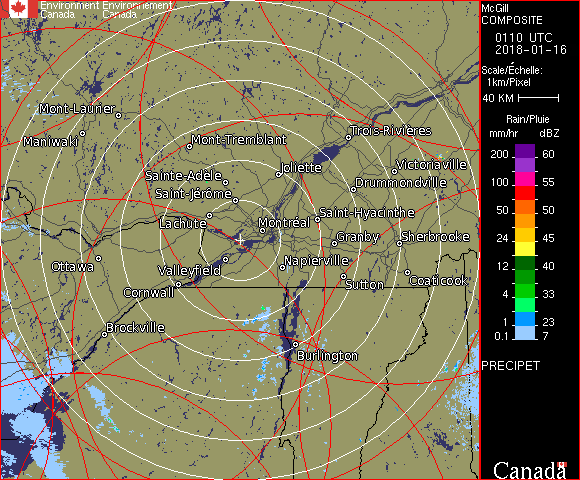 Environment Environnement
Canada Canada
McGill
COMPOSITE
0110 UTC
2018-01-16
Scale/Échelle:
1km/Pixel
40 KM
Rain/Pluie
mm/hr dBZ
200 60
100 55
50 50
24 45
12 40
4 33
1 23
0.1 7
PRECIPET
Canada
Mont-Laurier
Maniwaki
Mont-Tremblant
Trois-Rivières
Joliette
Victoriaville
Sainte-Adèle
Drummondville
Saint-Jérôme
Lachute
Montréal
Saint-Hyacinthe
Granby
Sherbrooke
Ottawa
Valleyfield
Napierville
Cornwall
Sutton
Coaticook
Brockville
Burlington